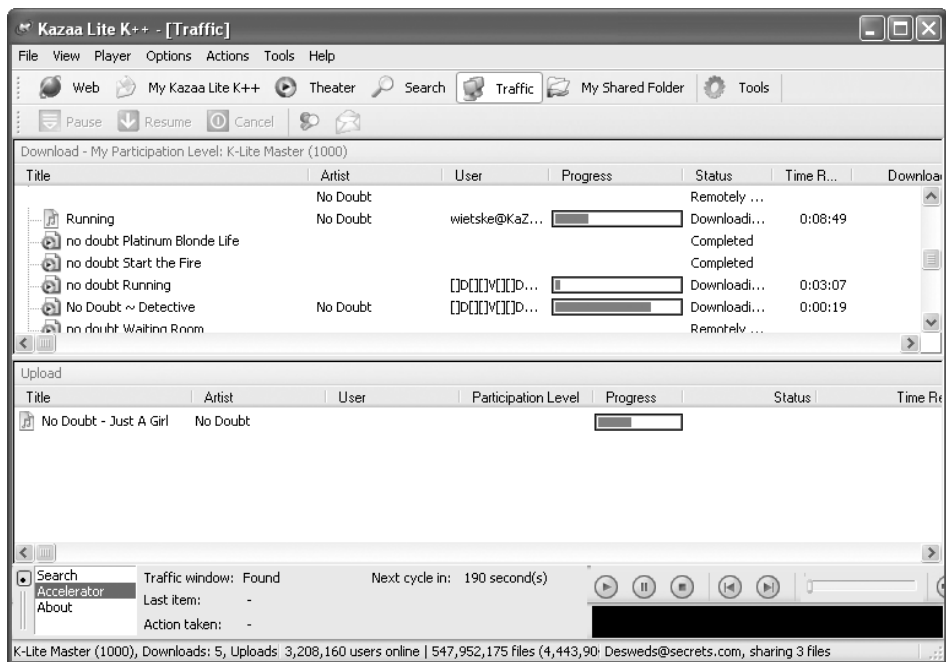 Kazaa Lite K++ - [Traffic]
File View Player Options Actions Tools Help
Web My Kazaa Lite K++ Theater Search Traffic My Shared Folder Tools
Pause Resume Cancel
Download - My Participation Level: K-Lite Master (1000)
Title Artist User Progress Status Time R... Downloa
No Doubt Remotely ...
Running No Doubt wietske@KaZ... Downloadi... 0:08:49
no doubt Platinum Blonde Life Completed
no doubt Start the Fire Completed
no doubt Running []D[][]V[][]D... Downloadi... 0:03:07
No Doubt ~ Detective No Doubt []D[][]V[][]D... Downloadi... 0:00:19
no doubt Waiting Room Remotely ...
Upload
Title Artist User Participation Level Progress Status Time Re
No Doubt - Just A Girl No Doubt
Search Traffic window: Found Next cycle in: 190 second(s)
Accelerator Last item: -
About Action taken: -
K-Lite Master (1000), Downloads: 5, Uploads 3,208,160 users online | 547,952,175 files (4,443,90 Desweds@secrets.com, sharing 3 files